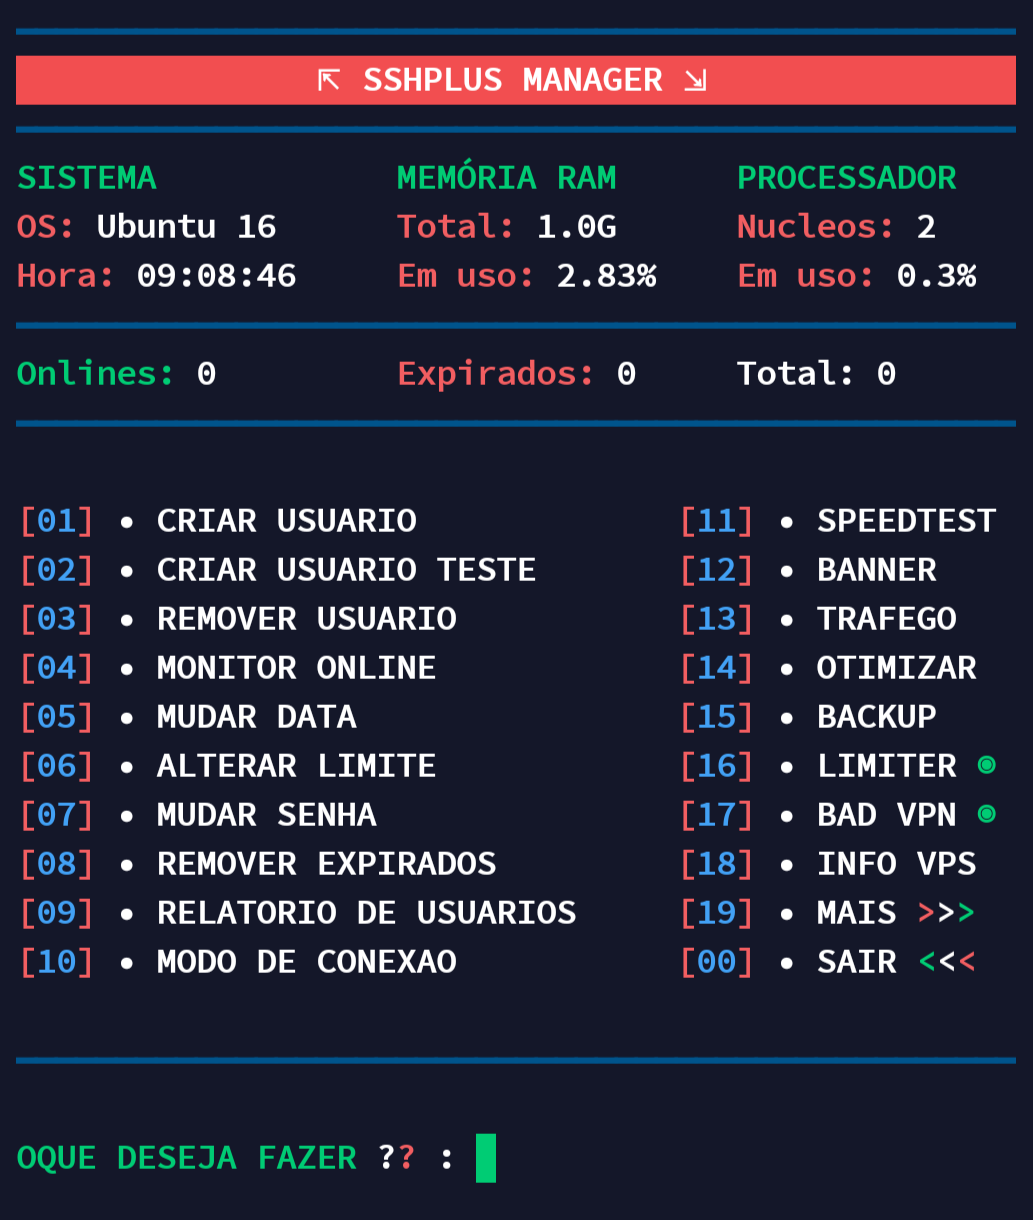 ⇱ SSHPLUS MANAGER ⇲
SISTEMA MEMÓRIA RAM PROCESSADOR
OS: Ubuntu 16 Total: 1.0G Nucleos: 2
Hora: 09:08:46 Em uso: 2.83% Em uso: 0.3%
Onlines: 0 Expirados: 0 Total: 0
[01] • CRIAR USUARIO [11] • SPEEDTEST
[02] • CRIAR USUARIO TESTE [12] • BANNER
[03] • REMOVER USUARIO [13] • TRAFEGO
[04] • MONITOR ONLINE [14] • OTIMIZAR
[05] • MUDAR DATA [15] • BACKUP
[06] • ALTERAR LIMITE [16] • LIMITER ◉
[07] • MUDAR SENHA [17] • BAD VPN ◉
[08] • REMOVER EXPIRADOS [18] • INFO VPS
[09] • RELATORIO DE USUARIOS [19] • MAIS >>>
[10] • MODO DE CONEXAO [00] • SAIR <<<
OQUE DESEJA FAZER ?? :